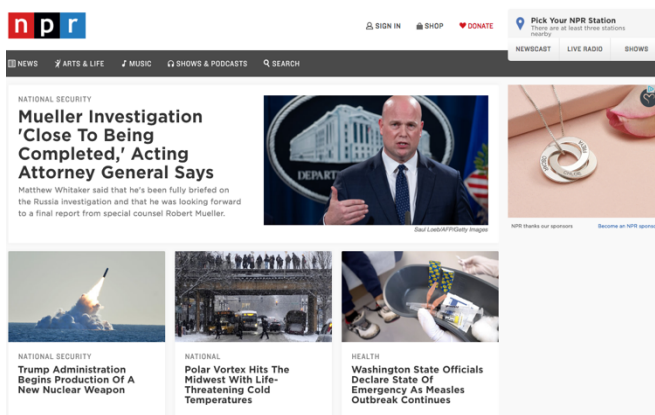 npr
SIGN IN
SHOP
DONATE
Pick Your NPR Station
There are at least three stations
nearby
NEWSCAST
LIVE RADIO
SHOWS
NEWS
ARTS & LIFE
MUSIC
SHOWS & PODCASTS
SEARCH
NATIONAL SECURITY
Mueller Investigation
'Close To Being
Completed,' Acting
Attorney General Says
Matthew Whitaker said that he's been fully briefed on
the Russia investigation and that he was looking forward
to a final report from special counsel Robert Mueller.
DEPART
Saul Loeb/AFP/Getty Images
NPR thanks our sponsors
Become an NPR sponso
NATIONAL SECURITY
Trump Administration
Begins Production Of A
New Nuclear Weapon
NATIONAL
Polar Vortex Hits The
Midwest With Life-
Threatening Cold
Temperatures
HEALTH
Washington State Officials
Declare State Of
Emergency As Measles
Outbreak Continues